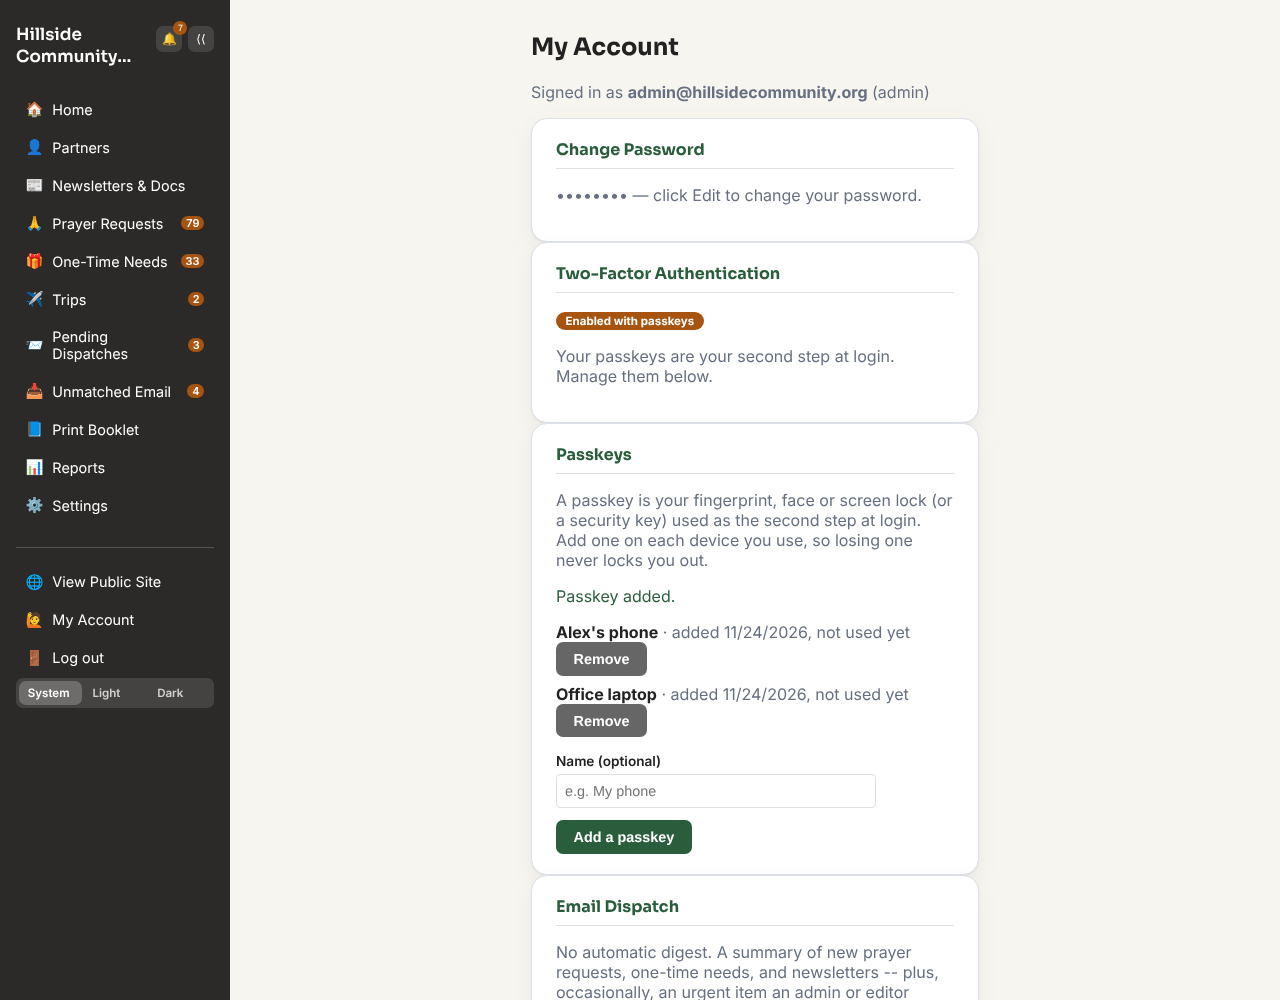 Hillside
Community...
7
⟨⟨
Home
Partners
Newsletters & Docs
Prayer Requests 79
One-Time Needs 33
Trips 2
Pending
Dispatches 3
Unmatched Email 4
Print Booklet
Reports
Settings
View Public Site
My Account
Log out
System Light Dark
My Account
Signed in as admin@hillsidecommunity.org (admin)
Change Password
•••••••• — click Edit to change your password.
Two-Factor Authentication
Enabled with passkeys
Your passkeys are your second step at login.
Manage them below.
Passkeys
A passkey is your fingerprint, face or screen lock (or
a security key) used as the second step at login.
Add one on each device you use, so losing one
never locks you out.
Passkey added.
Alex's phone · added 11/24/2026, not used yet
Remove
Office laptop · added 11/24/2026, not used yet
Remove
Name (optional)
e.g. My phone
Add a passkey
Email Dispatch
No automatic digest. A summary of new prayer
requests, one-time needs, and newsletters -- plus,
occasionally, an urgent item an admin or editor